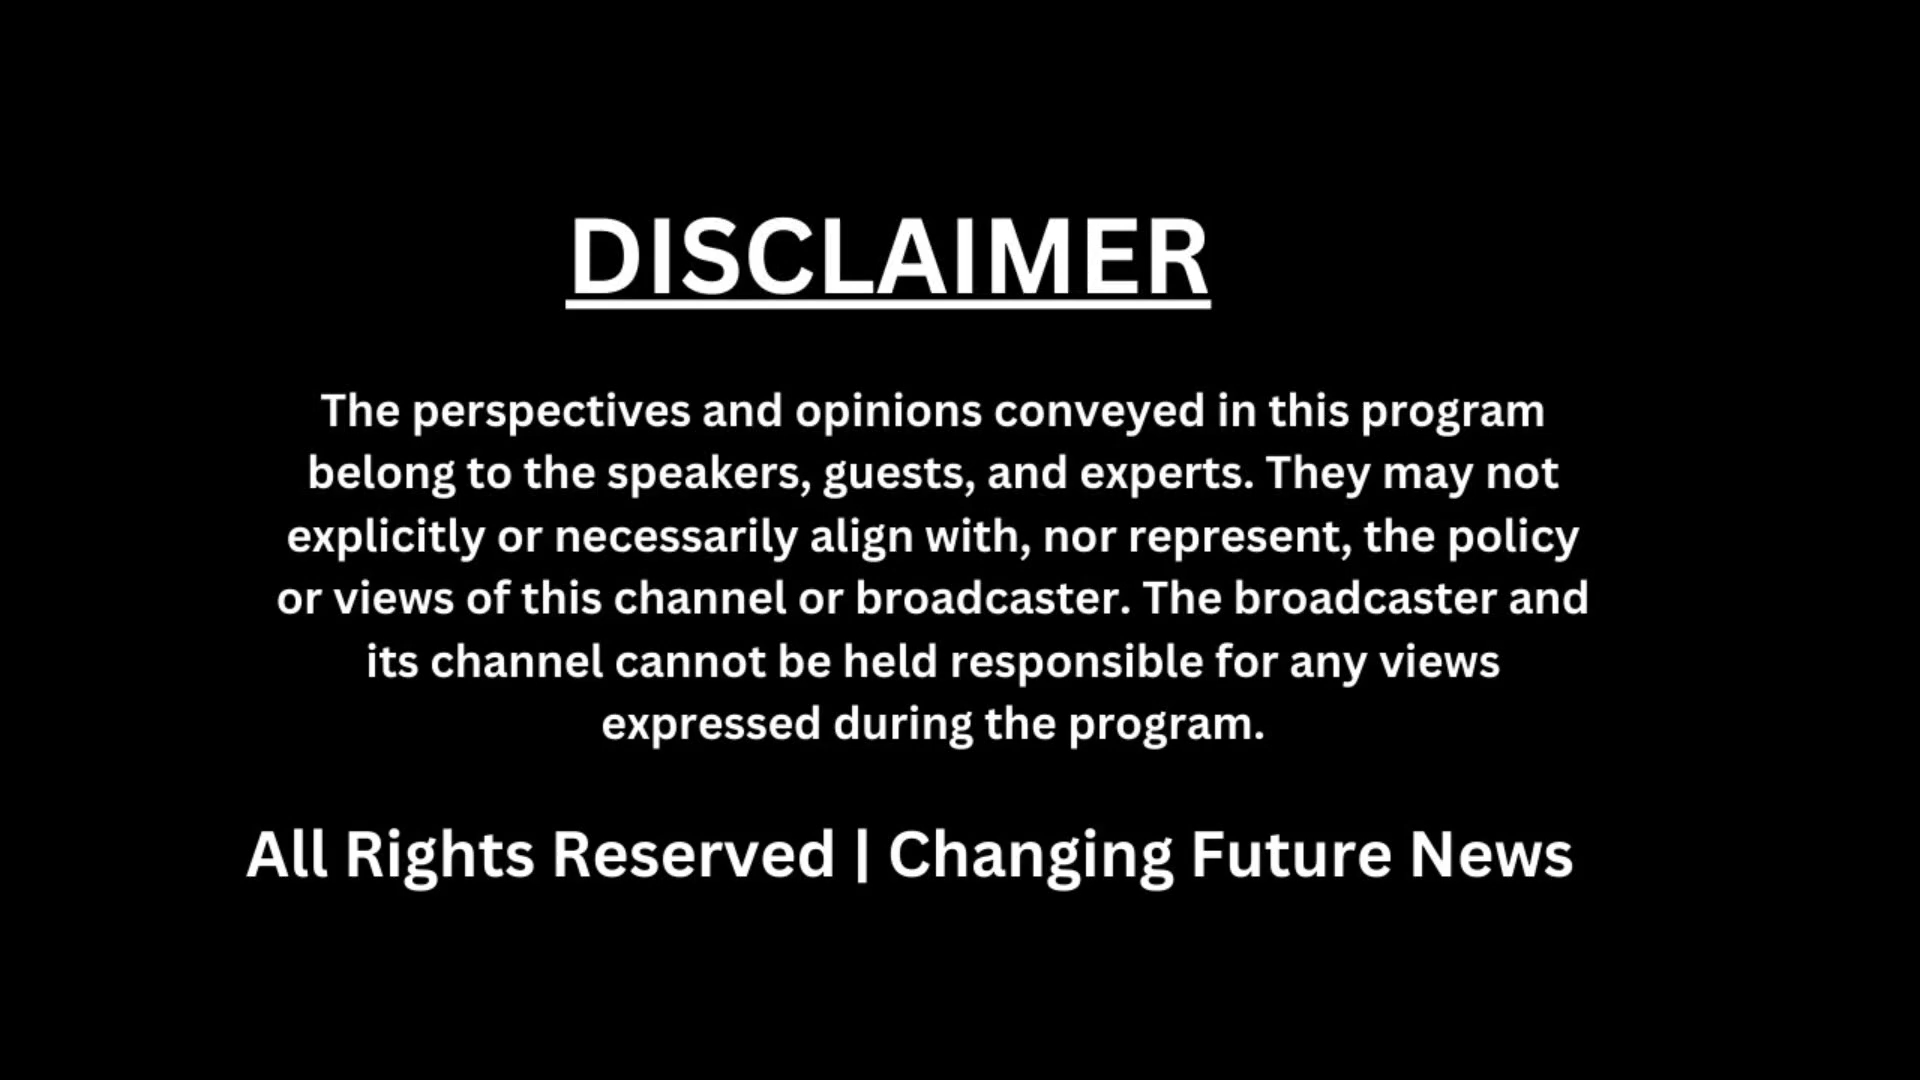 DISCLAIMER
The perspectives and opinions conveyed in this program
belong to the speakers, guests, and experts. They may not
explicitly or necessarily align with, nor represent, the policy
or views of this channel or broadcaster. The broadcaster and
its channel cannot be held responsible for any views
expressed during the program.
All Rights Reserved | Changing Future News